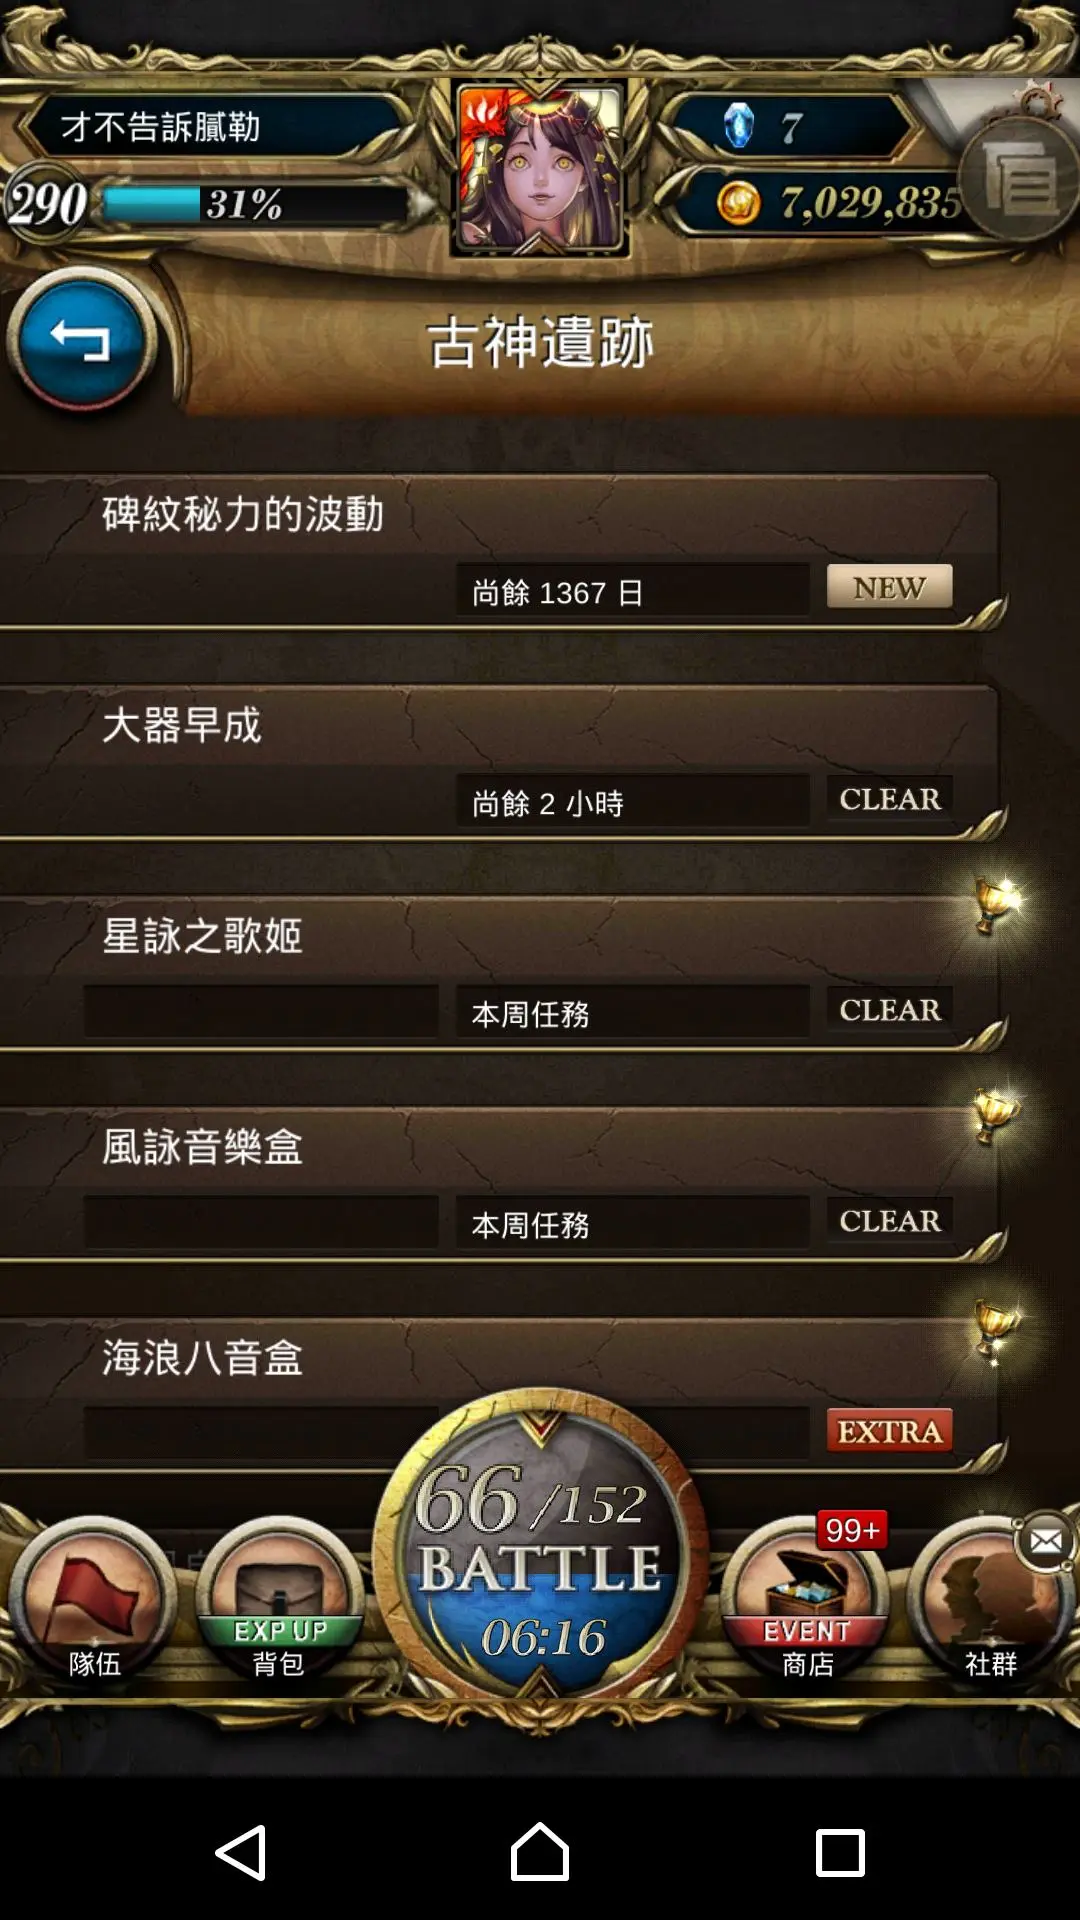 才不告訴膩勒
7
290
31%
7,029,835
古神遺跡
碑紋秘力的波動
尚餘 1367 日
NEW
大器早成
尚餘 2 小時
CLEAR
星詠之歌姬
本周任務
CLEAR
風詠音樂盒
本周任務
CLEAR
海浪八音盒
EXTRA
66/152
BATTLE
06:16
99+
EXP UP
EVENT
隊伍
背包
商店
社群